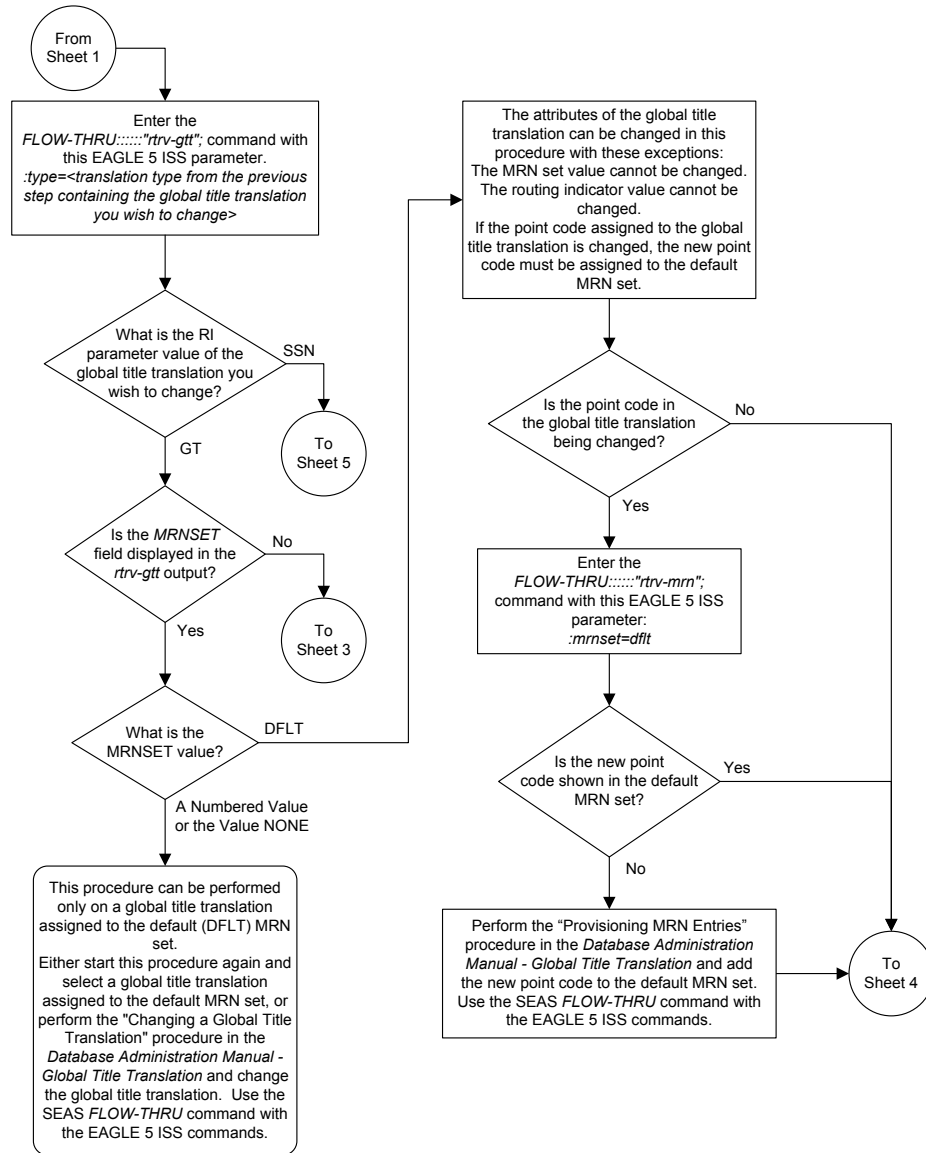 From
Sheet 1
Enter the
FLOW-THRU::::::"rtrv-gtt"; command with
this EAGLE 5 ISS parameter.
:type=<translation type from the previous
step containing the global title translation
you wish to change>
What is the RI
parameter value of the
global title translation you
wish to change?
SSN
To
Sheet 5
GT
Is the MRNSET
field displayed in the
rtrv-gtt output?
No
To
Sheet 3
Yes
What is the
MRNSET value?
DFLT
A Numbered Value
or the Value NONE
This procedure can be performed
only on a global title translation
assigned to the default (DFLT) MRN
set.
Either start this procedure again and
select a global title translation
assigned to the default MRN set, or
perform the "Changing a Global Title
Translation" procedure in the
Database Administration Manual -
Global Title Translation and change
the global title translation. Use the
SEAS FLOW-THRU command with
the EAGLE 5 ISS commands.
The attributes of the global title
translation can be changed in this
procedure with these exceptions:
The MRN set value cannot be changed.
The routing indicator value cannot be
changed.
If the point code assigned to the global
title translation is changed, the new point
code must be assigned to the default
MRN set.
Is the point code in
the global title translation
being changed?
No
Yes
Enter the
FLOW-THRU::::::"rtrv-mrn";
command with this EAGLE 5 ISS
parameter:
:mrnset=dflt
Is the new point
code shown in the default
MRN set?
Yes
No
Perform the “Provisioning MRN Entries”
procedure in the Database Administration
Manual - Global Title Translation and add
the new point code to the default MRN set.
Use the SEAS FLOW-THRU command with
the EAGLE 5 ISS commands.
To
Sheet 4